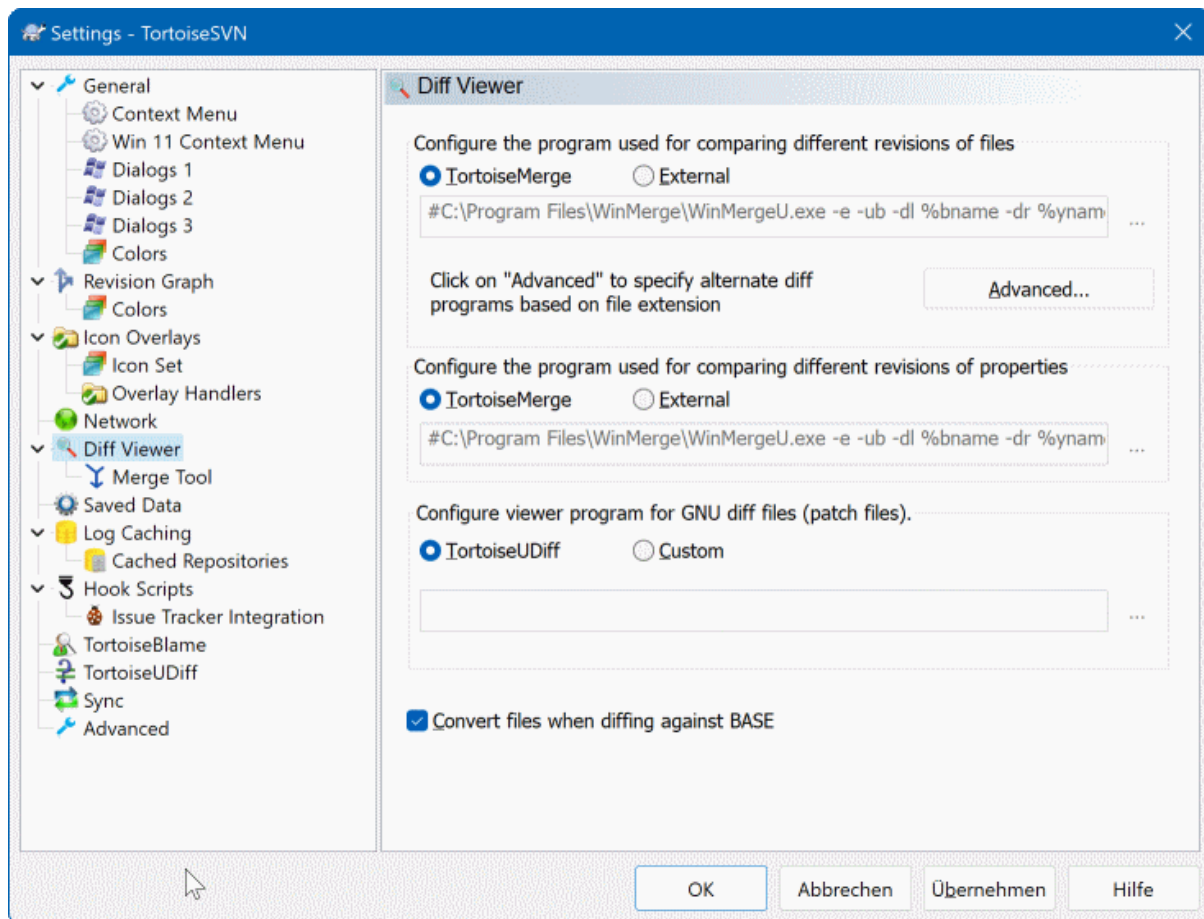 Settings - TortoiseSVN
General
Context Menu
Win 11 Context Menu
Dialogs 1
Dialogs 2
Dialogs 3
Colors
Revision Graph
Colors
Icon Overlays
Icon Set
Overlay Handlers
Network
Diff Viewer
Merge Tool
Saved Data
Log Caching
Cached Repositories
Hook Scripts
Issue Tracker Integration
TortoiseBlame
TortoiseUDiff
Sync
Advanced
Diff Viewer
Configure the program used for comparing different revisions of files
TortoiseMerge External
#C:\Program Files\WinMerge\WinMergeU.exe -e -ub -dl %bname -dr %ynam ...
Click on "Advanced" to specify alternate diff
programs based on file extension
Advanced...
Configure the program used for comparing different revisions of properties
TortoiseMerge External
#C:\Program Files\WinMerge\WinMergeU.exe -e -ub -dl %bname -dr %ynam ...
Configure viewer program for GNU diff files (patch files).
TortoiseUDiff Custom
...
Convert files when diffing against BASE
OK Abbrechen Übernehmen Hilfe